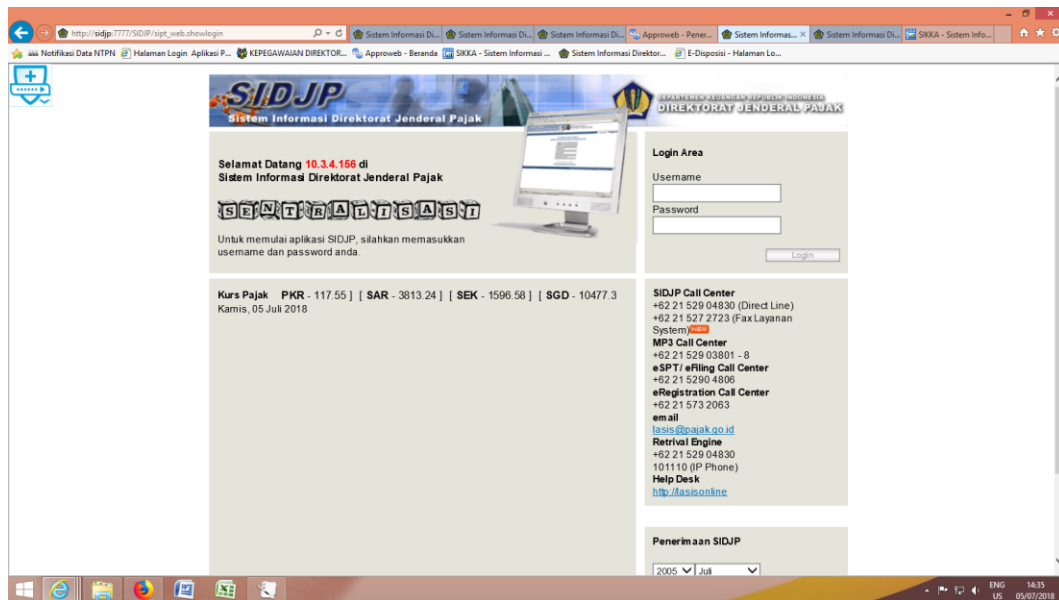 http://sidjp:7777/SIDJP/sipt_web.showlogin
Sistem Informasi Di...
Sistem Informasi Di...
Sistem Informasi Di...
Approweb - Pener...
Sistem Informas...
Sistem Informasi Di...
SIKKA - Sistem Info...
Notifikasi Data NTPN
Halaman Login Aplikasi P...
KEPEGAWAIAN DIREKTOR...
Approweb - Beranda
SIKKA - Sistem Informasi ...
Sistem Informasi Direktor...
E-Disposisi - Halaman Lo...
SIDJP
Sistem Informasi Direktorat Jenderal Pajak
DEPARTEMEN KEUANGAN REPUBLIK INDONESIA
DIREKTORAT JENDERAL PAJAK
Selamat Datang 10.3.4.156 di
Sistem Informasi Direktorat Jenderal Pajak
SENTRALISASI
Untuk memulai aplikasi SIDJP, silahkan memasukkan
username dan password anda.
Login Area
Username
Password
Login
Kurs Pajak PKR - 117.55 ] [ SAR - 3813.24 ] [ SEK - 1596.58 ] [ SGD - 10477.3
Kamis, 05 Juli 2018
SIDJP Call Center
+62 21 529 04830 (Direct Line)
+62 21 527 2723 (Fax Layanan
System) NEW
MP3 Call Center
+62 21 529 03801 - 8
eSPT/ eFiling Call Center
+62 21 5290 4806
eRegistration Call Center
+62 21 573 2063
email
lasis@pajak.go.id
Retrival Engine
+62 21 529 04830
101110 (IP Phone)
Help Desk
http://lasisonline
Penerimaan SIDJP
2005 Juli
ENG
US
14:35
05/07/2018